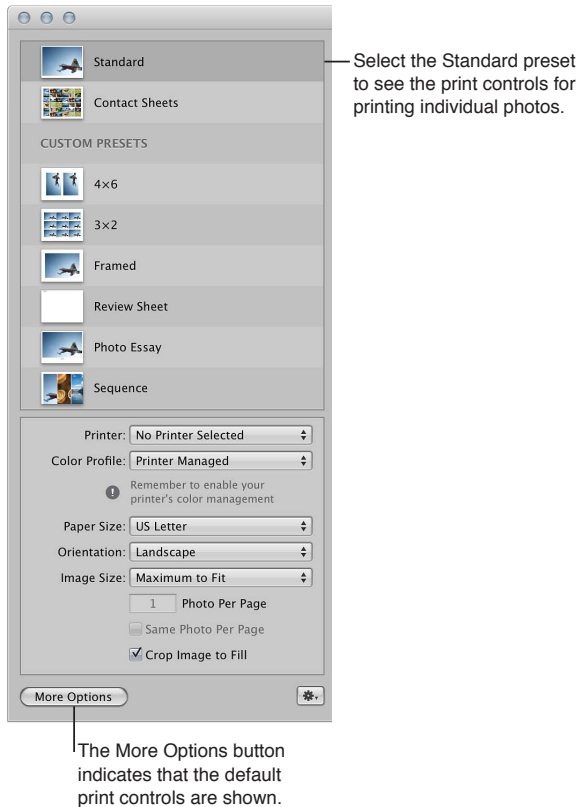 Standard
Select the Standard preset
to see the print controls for
printing individual photos.
Contact Sheets
CUSTOM PRESETS
4×6
3×2
Framed
Review Sheet
Photo Essay
Sequence
Printer: No Printer Selected
Color Profile: Printer Managed
Remember to enable your
printer's color management
Paper Size: US Letter
Orientation: Landscape
Image Size: Maximum to Fit
1 Photo Per Page
Same Photo Per Page
Crop Image to Fill
More Options
The More Options button
indicates that the default
print controls are shown.